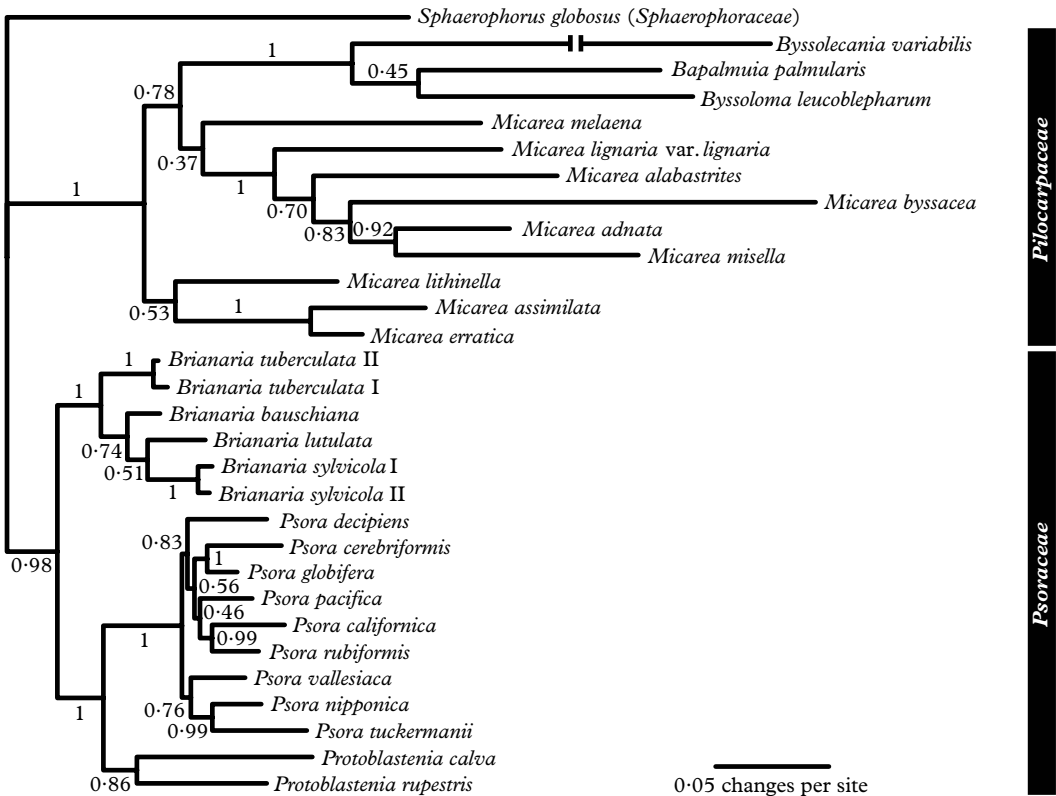 Sphaerophorus globosus (Sphaerophoraceae)
1
Byssolecania variabilis
0·45
Bapalmuia palmularis
0·78
Byssoloma leucoblepharum
Micarea melaena
0·37
Micarea lignaria var. lignaria
1
Micarea alabastrites
1
0·70
Micarea byssacea
0·83
0·92
Micarea adnata
Micarea misella
Micarea lithinella
0·53
1
Micarea assimilata
Micarea erratica
Pilocarpaceae
1
Brianaria tuberculata II
1
Brianaria tuberculata I
Brianaria bauschiana
0·74
Brianaria lutulata
0·51
Brianaria sylvicola I
1
Brianaria sylvicola II
0·98
Psora decipiens
0·83
Psora cerebriformis
1
Psora globifera
0·56
Psora pacifica
0·46
Psora californica
0·99
1
Psora rubiformis
Psora vallesiaca
0·76
Psora nipponica
0·99
Psora tuckermanii
1
Protoblastenia calva
0·86
Protoblastenia rupestris
Psoraceae
0·05 changes per site